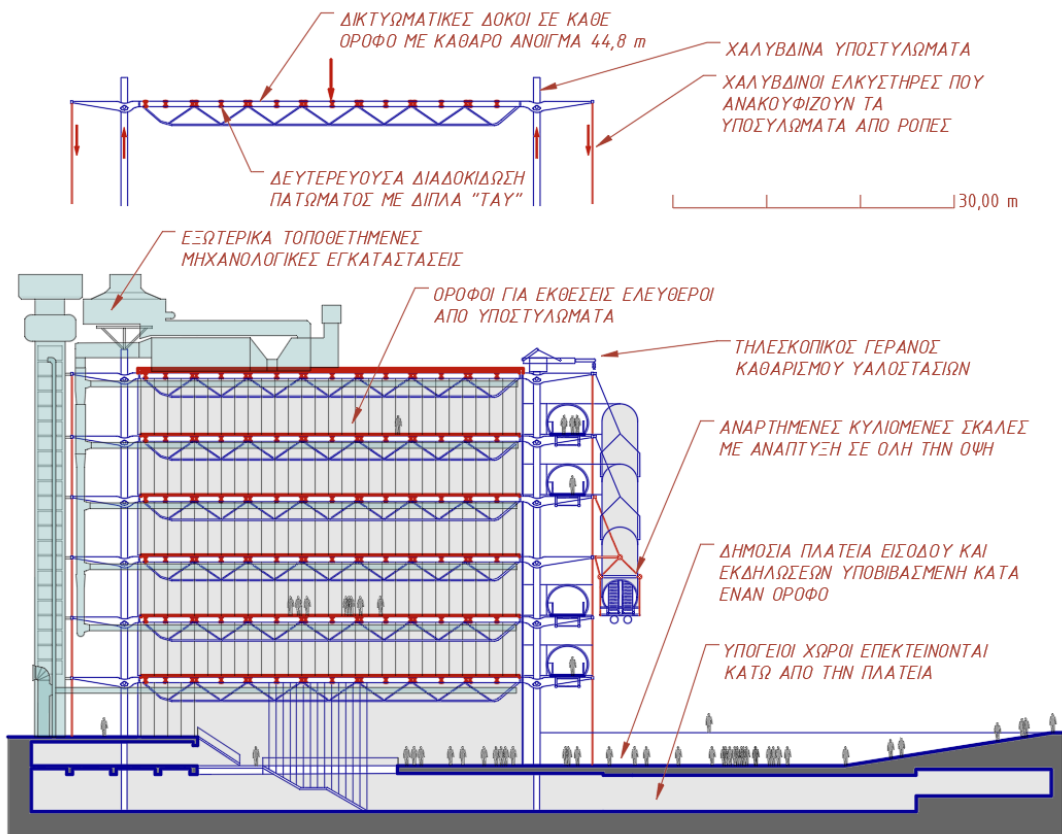 ΔΙΚΤΥΩΜΑΤΙΚΕΣ ΔΟΚΟΙ ΣΕ ΚΑΘΕ
ΟΡΟΦΟ ΜΕ ΚΑΘΑΡΟ ΑΝΟΙΓΜΑ 44,8 m
ΧΑΛΥΒΔΙΝΑ ΥΠΟΣΤΥΛΩΜΑΤΑ
ΧΑΛΥΒΔΙΝΟΙ ΕΛΚΥΣΤΗΡΕΣ ΠΟΥ
ΑΝΑΚΟΥΦΙΖΟΥΝ ΤΑ
ΥΠΟΣΥΛΩΜΑΤΑ ΑΠΟ ΡΟΠΕΣ
ΔΕΥΤΕΡΕΥΟΥΣΑ ΔΙΑΔΟΚΙΔΩΣΗ
ΠΑΤΩΜΑΤΟΣ ΜΕ ΔΙΠΛΑ "ΤΑΥ"
30,00 m
ΕΞΩΤΕΡΙΚΑ ΤΟΠΟΘΕΤΗΜΕΝΕΣ
ΜΗΧΑΝΟΛΟΓΙΚΕΣ ΕΓΚΑΤΑΣΤΑΣΕΙΣ
ΟΡΟΦΟΙ ΓΙΑ ΕΚΘΕΣΕΙΣ ΕΛΕΥΘΕΡΟΙ
ΑΠΟ ΥΠΟΣΤΥΛΩΜΑΤΑ
ΤΗΛΕΣΚΟΠΙΚΟΣ ΓΕΡΑΝΟΣ
ΚΑΘΑΡΙΣΜΟΥ ΥΑΛΟΣΤΑΣΙΩΝ
ΑΝΑΡΤΗΜΕΝΕΣ ΚΥΛΙΟΜΕΝΕΣ ΣΚΑΛΕΣ
ΜΕ ΑΝΑΠΤΥΞΗ ΣΕ ΟΛΗ ΤΗΝ ΟΨΗ
ΔΗΜΟΣΙΑ ΠΛΑΤΕΙΑ ΕΙΣΟΔΟΥ ΚΑΙ
ΕΚΔΗΛΩΣΕΩΝ ΥΠΟΒΙΒΑΣΜΕΝΗ ΚΑΤΑ
ΕΝΑΝ ΟΡΟΦΟ
ΥΠΟΓΕΙΟΙ ΧΩΡΟΙ ΕΠΕΚΤΕΙΝΟΝΤΑΙ
ΚΑΤΩ ΑΠΟ ΤΗΝ ΠΛΑΤΕΙΑ